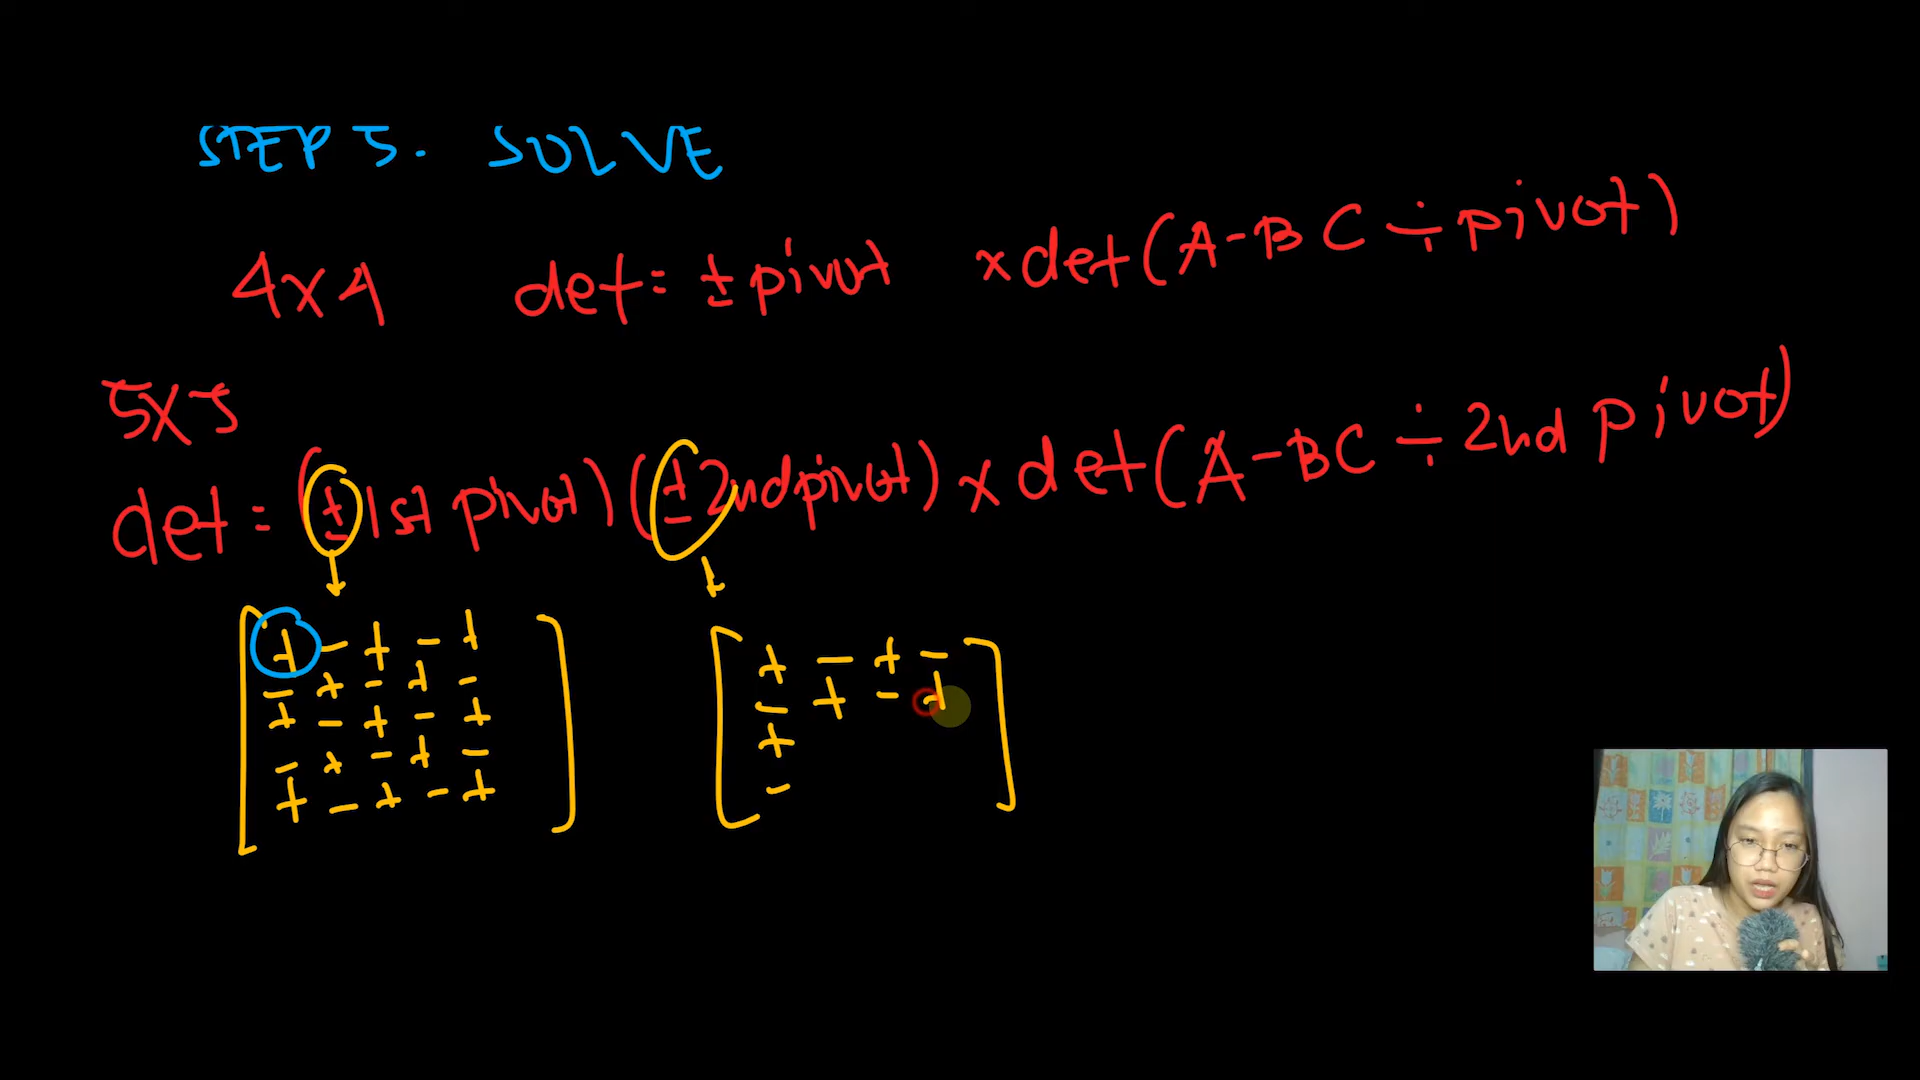 STEP 5. SOLVE
4x4 det = ± pivot x det (A - BC ÷ pivot)
5x5
det = (± 1st pivot) (± 2nd pivot) x det (A - BC ÷ 2nd pivot)
+ - + - +
- + - + -
+ - + - +
- + - + -
+ - + - +
+ - + -
- + - +
+
-